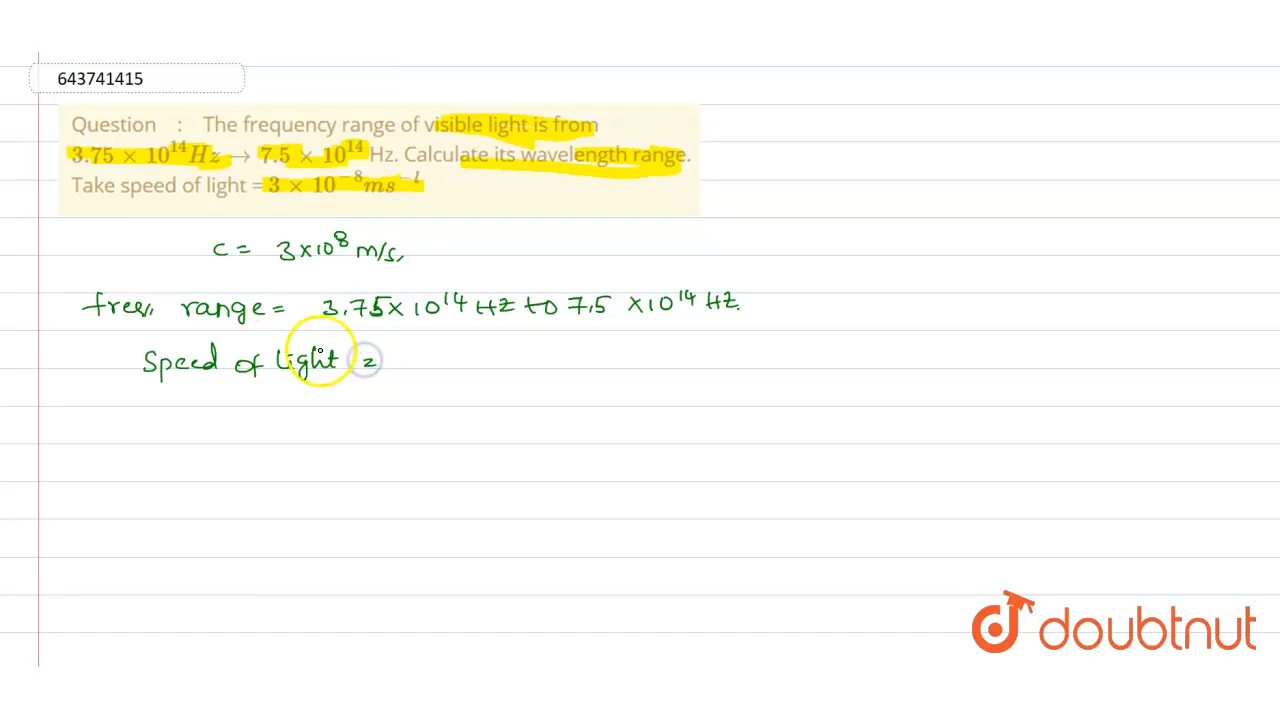 643741415
Question : The frequency range of visible light is from
3.75 × 10^14 Hz → 7.5 × 10^14 Hz. Calculate its wavelength range.
Take speed of light = 3 × 10^−8 ms^−l
c = 3×10^8 m/s,
freq. range = 3.75×10^14 Hz to 7.5 ×10^14 Hz.
Speed of light =
doubtnut